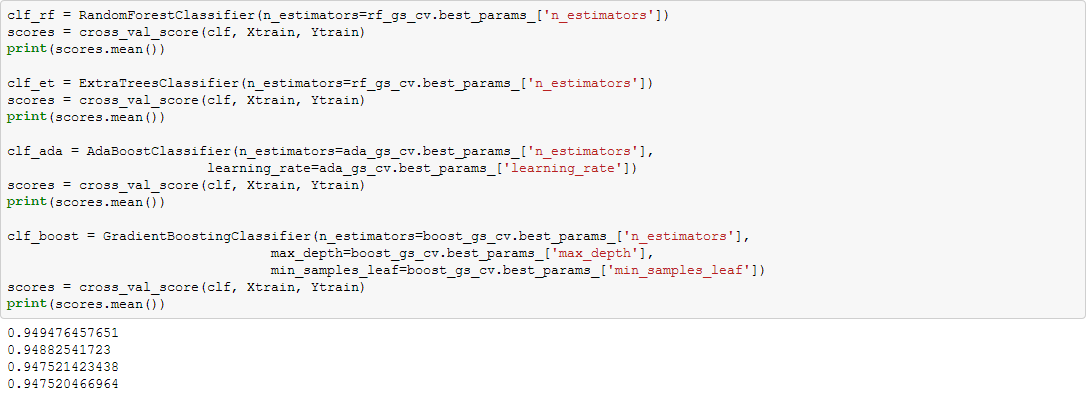 clf_rf = RandomForestClassifier(n_estimators=rf_gs_cv.best_params_['n_estimators'])
scores = cross_val_score(clf, Xtrain, Ytrain)
print(scores.mean())

clf_et = ExtraTreesClassifier(n_estimators=rf_gs_cv.best_params_['n_estimators'])
scores = cross_val_score(clf, Xtrain, Ytrain)
print(scores.mean())

clf_ada = AdaBoostClassifier(n_estimators=ada_gs_cv.best_params_['n_estimators'],
                         learning_rate=ada_gs_cv.best_params_['learning_rate'])
scores = cross_val_score(clf, Xtrain, Ytrain)
print(scores.mean())

clf_boost = GradientBoostingClassifier(n_estimators=boost_gs_cv.best_params_['n_estimators'],
                                 max_depth=boost_gs_cv.best_params_['max_depth'],
                                 min_samples_leaf=boost_gs_cv.best_params_['min_samples_leaf'])
scores = cross_val_score(clf, Xtrain, Ytrain)
print(scores.mean())

0.949476457651
0.94882541723
0.947521423438
0.947520466964